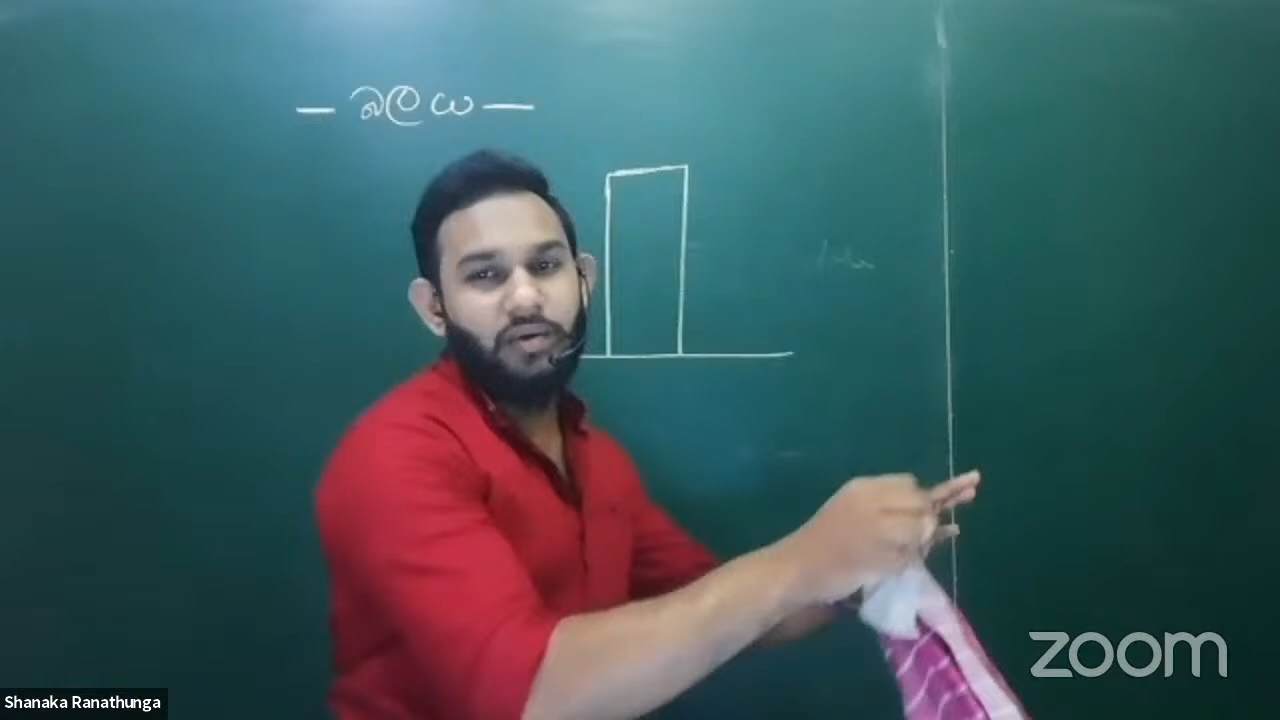 — බලය —
zoom
Shanaka Ranathunga